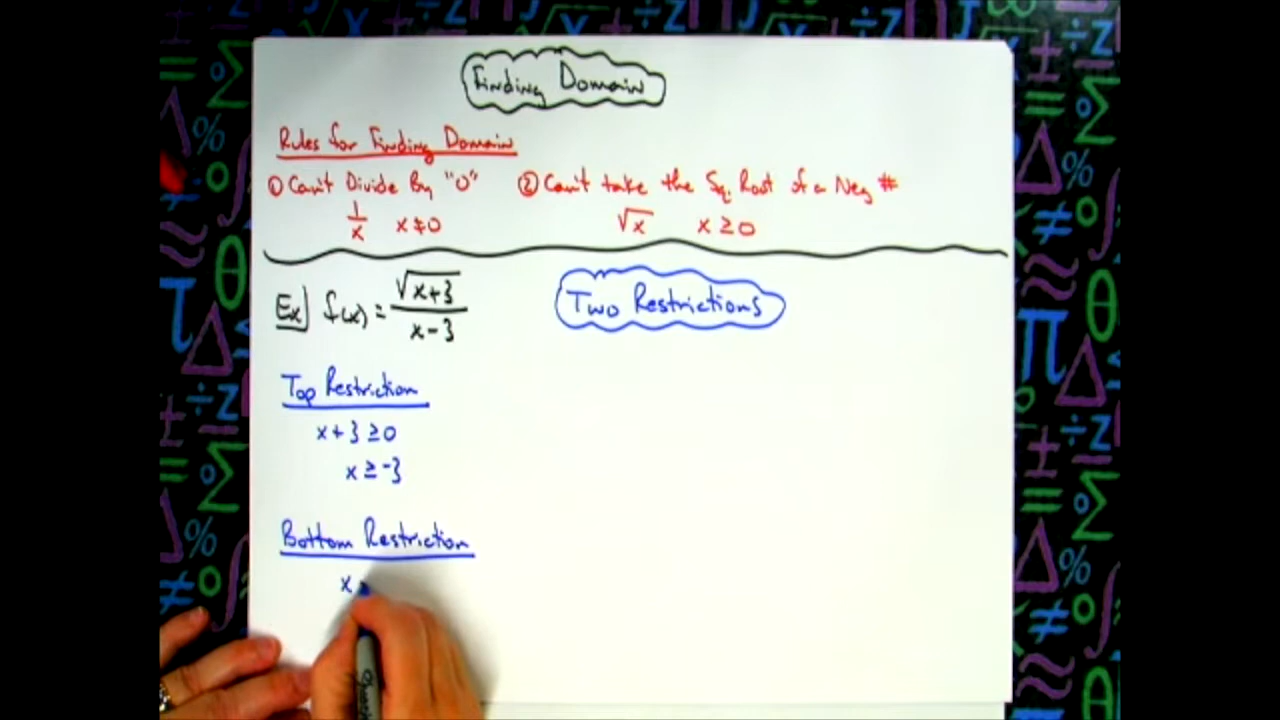 Finding Domain
Rules for Finding Domain
① Can't Divide By "0"
1/x x≠0
② Can't take the Sq. Root of a Neg #
√x x ≥ 0
Ex] f(x) = √(x+3) / (x-3)
Two Restrictions
Top Restriction
x+3 ≥ 0
x ≥ -3
Bottom Restriction
x